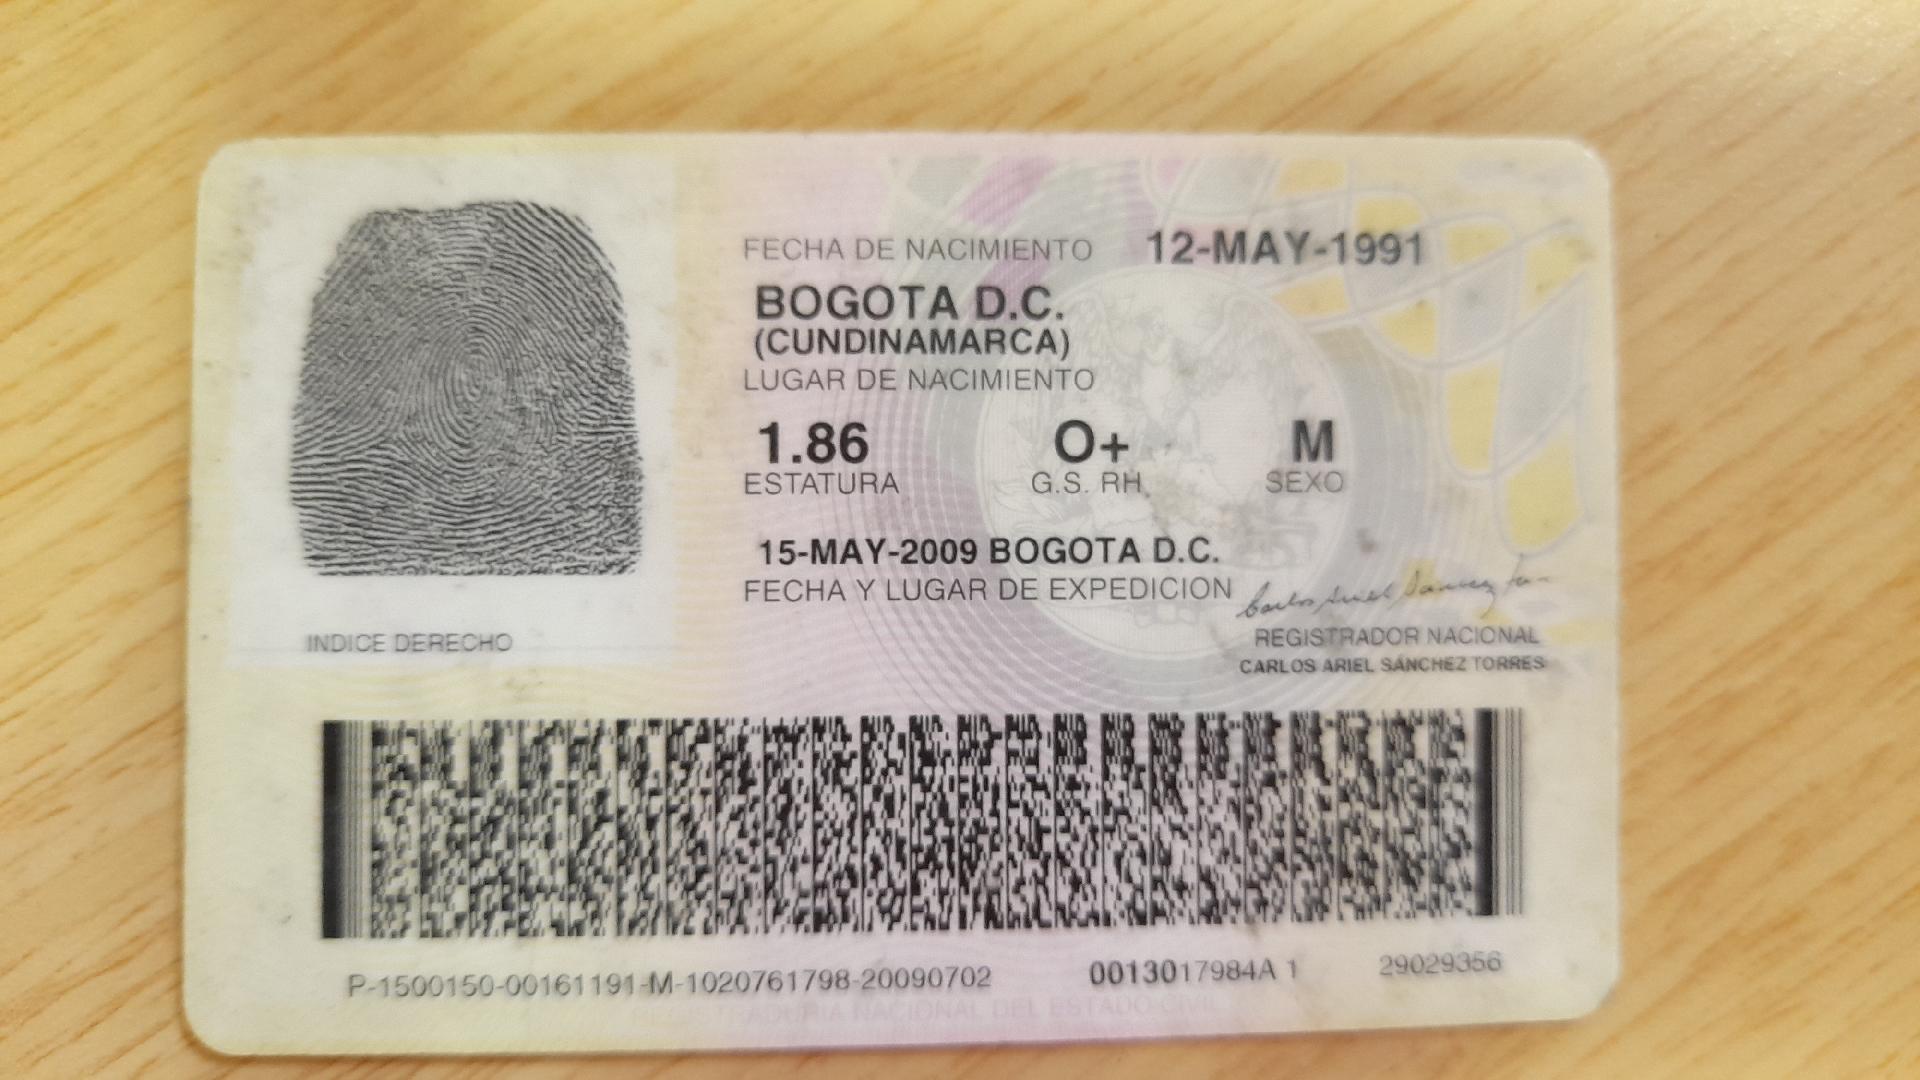 FECHA DE NACIMIENTO 12-MAY-1991
BOGOTA D.C.
(CUNDINAMARCA)
LUGAR DE NACIMIENTO
1.86 O+ M
ESTATURA G.S. RH SEXO
15-MAY-2009 BOGOTA D.C.
FECHA Y LUGAR DE EXPEDICION
INDICE DERECHO
Carlos Ariel Sánchez
REGISTRADOR NACIONAL
CARLOS ARIEL SÁNCHEZ TORRES
P-1500150-00161191-M-1020761798-20090702 0013017984A 1 29029356
REGISTRADURIA NACIONAL DEL ESTADO CIVIL